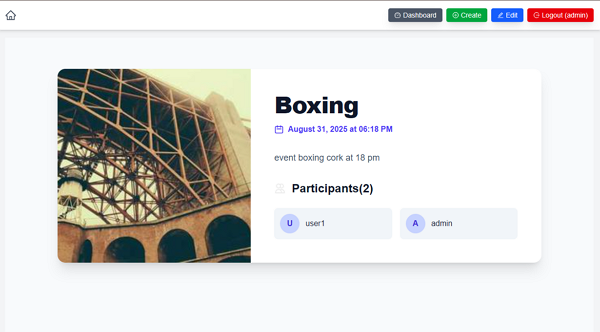 Dashboard
Create
Edit
Logout (admin)
Boxing
August 31, 2025 at 06:18 PM
event boxing cork at 18 pm
Participants(2)
U user1
A admin